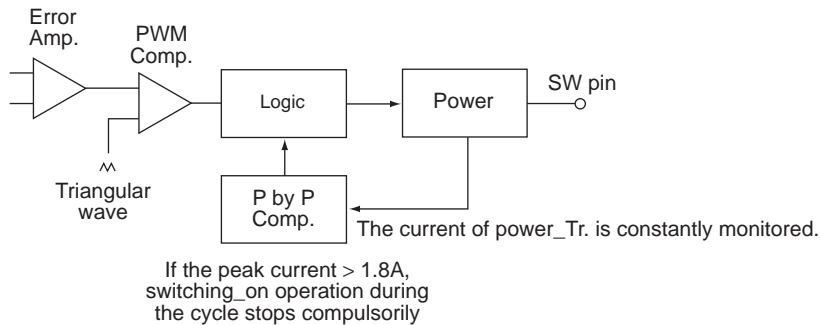 Error
Amp.
PWM
Comp.
Logic
Power
SW pin
Triangular
wave
P by P
Comp.
The current of power_Tr. is constantly monitored.
If the peak current > 1.8A,
switching_on operation during
the cycle stops compulsorily